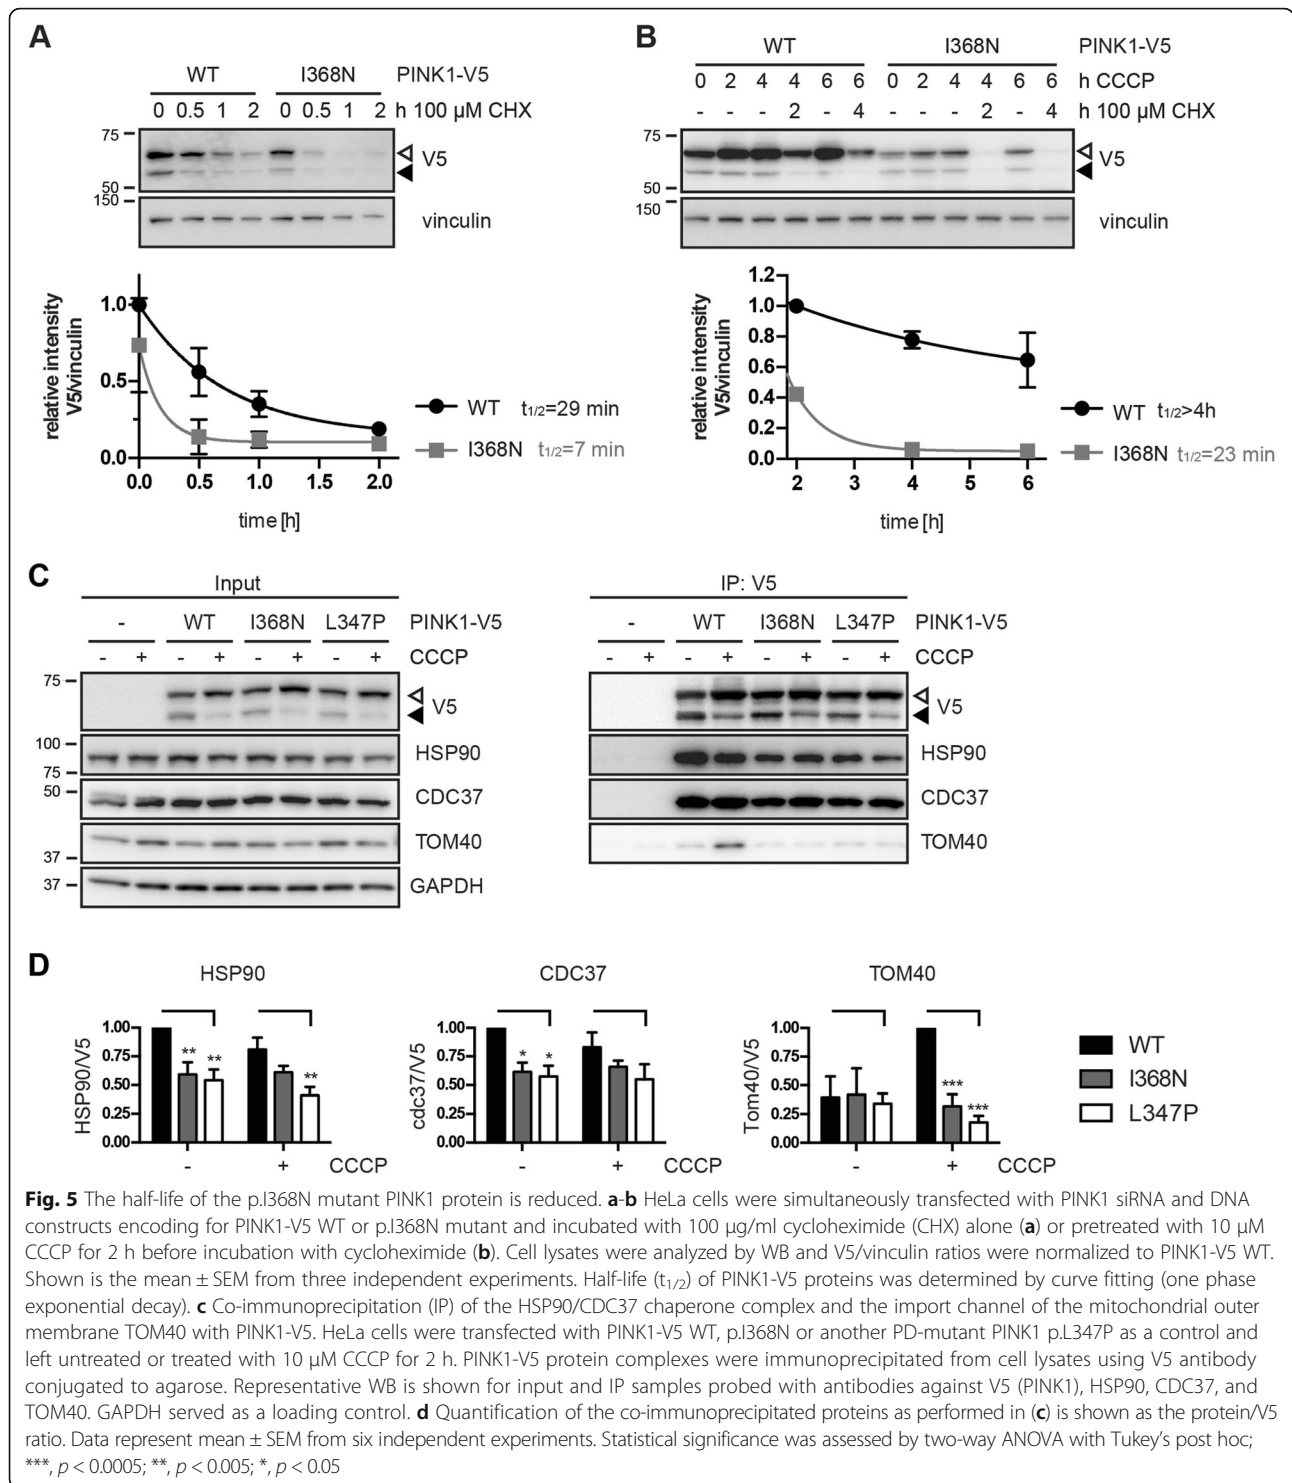 A
WT I368N PINK1-V5
0 0.5 1 2 0 0.5 1 2 h 100 µM CHX
75
V5
50
150
vinculin
relative intensity
V5/vinculin
1.0
0.5
0.0
0.0 0.5 1.0 1.5 2.0
time [h]
WT t1/2=29 min
I368N t1/2=7 min
B
WT I368N PINK1-V5
0 2 4 4 6 6 0 2 4 4 6 6 h CCCP
- - - 2 - 4 - - - 2 - 4 h 100 µM CHX
75
V5
50
150
vinculin
relative intensity
V5/vinculin
1.2
1.0
0.8
0.6
0.4
0.2
0.0
2 3 4 5 6
time [h]
WT t1/2>4h
I368N t1/2=23 min
C
Input
- WT I368N L347P PINK1-V5
- + - + - + - + CCCP
75
V5
100
HSP90
75
50
CDC37
TOM40
37
37
GAPDH
IP: V5
- WT I368N L347P PINK1-V5
- + - + - + - + CCCP
V5
HSP90
CDC37
TOM40
D
HSP90
HSP90/V5
1.00
0.75
0.50
0.25
0.00
** ** **
- + CCCP
CDC37
cdc37/V5
1.00
0.75
0.50
0.25
0.00
* *
- + CCCP
TOM40
Tom40/V5
1.00
0.75
0.50
0.25
0.00
*** ***
- + CCCP
WT
I368N
L347P
Fig. 5 The half-life of the p.I368N mutant PINK1 protein is reduced. a-b HeLa cells were simultaneously transfected with PINK1 siRNA and DNA
constructs encoding for PINK1-V5 WT or p.I368N mutant and incubated with 100 µg/ml cycloheximide (CHX) alone (a) or pretreated with 10 µM
CCCP for 2 h before incubation with cycloheximide (b). Cell lysates were analyzed by WB and V5/vinculin ratios were normalized to PINK1-V5 WT.
Shown is the mean ± SEM from three independent experiments. Half-life (t1/2) of PINK1-V5 proteins was determined by curve fitting (one phase
exponential decay). c Co-immunoprecipitation (IP) of the HSP90/CDC37 chaperone complex and the import channel of the mitochondrial outer
membrane TOM40 with PINK1-V5. HeLa cells were transfected with PINK1-V5 WT, p.I368N or another PD-mutant PINK1 p.L347P as a control and
left untreated or treated with 10 µM CCCP for 2 h. PINK1-V5 protein complexes were immunoprecipitated from cell lysates using V5 antibody
conjugated to agarose. Representative WB is shown for input and IP samples probed with antibodies against V5 (PINK1), HSP90, CDC37, and
TOM40. GAPDH served as a loading control. d Quantification of the co-immunoprecipitated proteins as performed in (c) is shown as the protein/V5
ratio. Data represent mean ± SEM from six independent experiments. Statistical significance was assessed by two-way ANOVA with Tukey's post hoc;
***, p < 0.0005; **, p < 0.005; *, p < 0.05